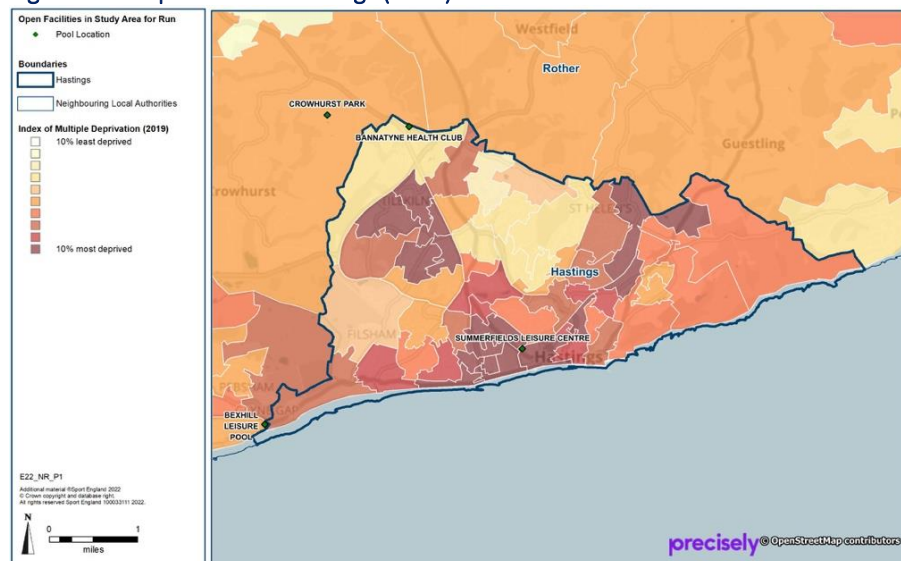 Open Facilities in Study Area for Run
Pool Location
Boundaries
Hastings
Neighbouring Local Authorities
Index of Multiple Deprivation (2019)
10% least deprived
10% most deprived
E22_NR_P1
Additional material ©Sport England 2022
© Crown copyright and database right.
All rights reserved Sport England 100033111 2022.
N
0 1
miles
Westfield
Rother
CROWHURST PARK
BANNATYNE HEALTH CLUB
Guestling
Crowhurst
ST HELEN'S
Hastings
FILSHAM
SUMMERFIELDS LEISURE CENTRE
Hastings
PEBSHAM
BEXHILL
LEISURE
POOL
precisely © OpenStreetMap contributors